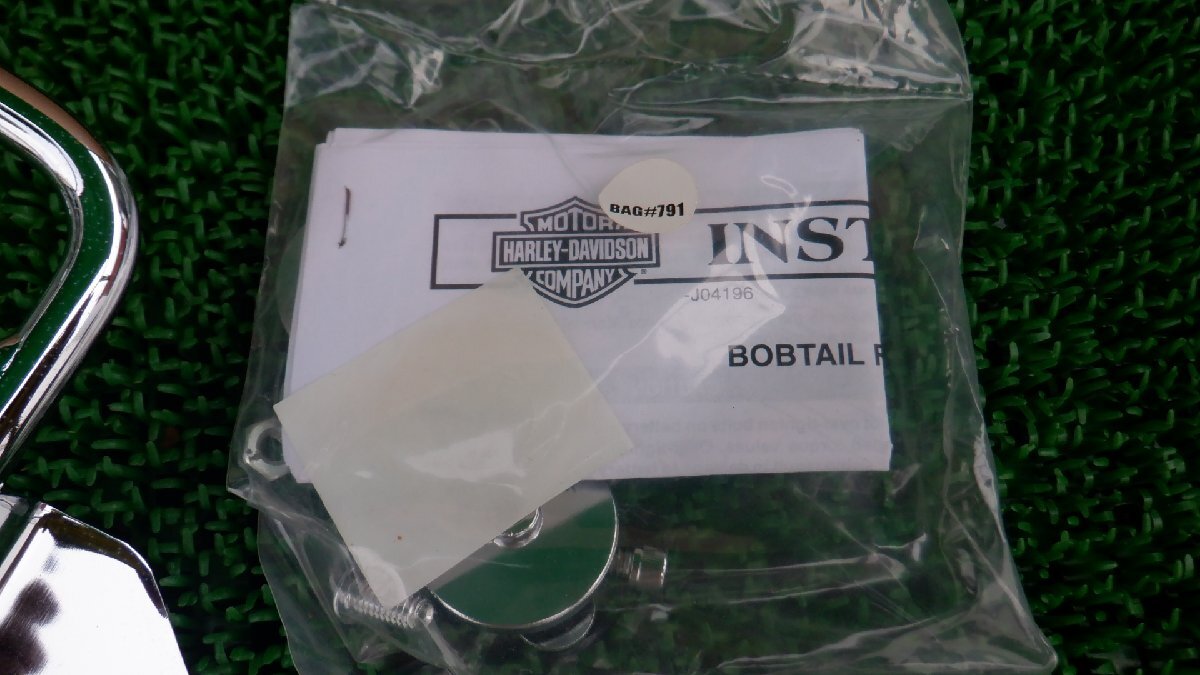 BAG#791
MOTOR
HARLEY-DAVIDSON
COMPANY
INST
-J04196
BOBTAIL F